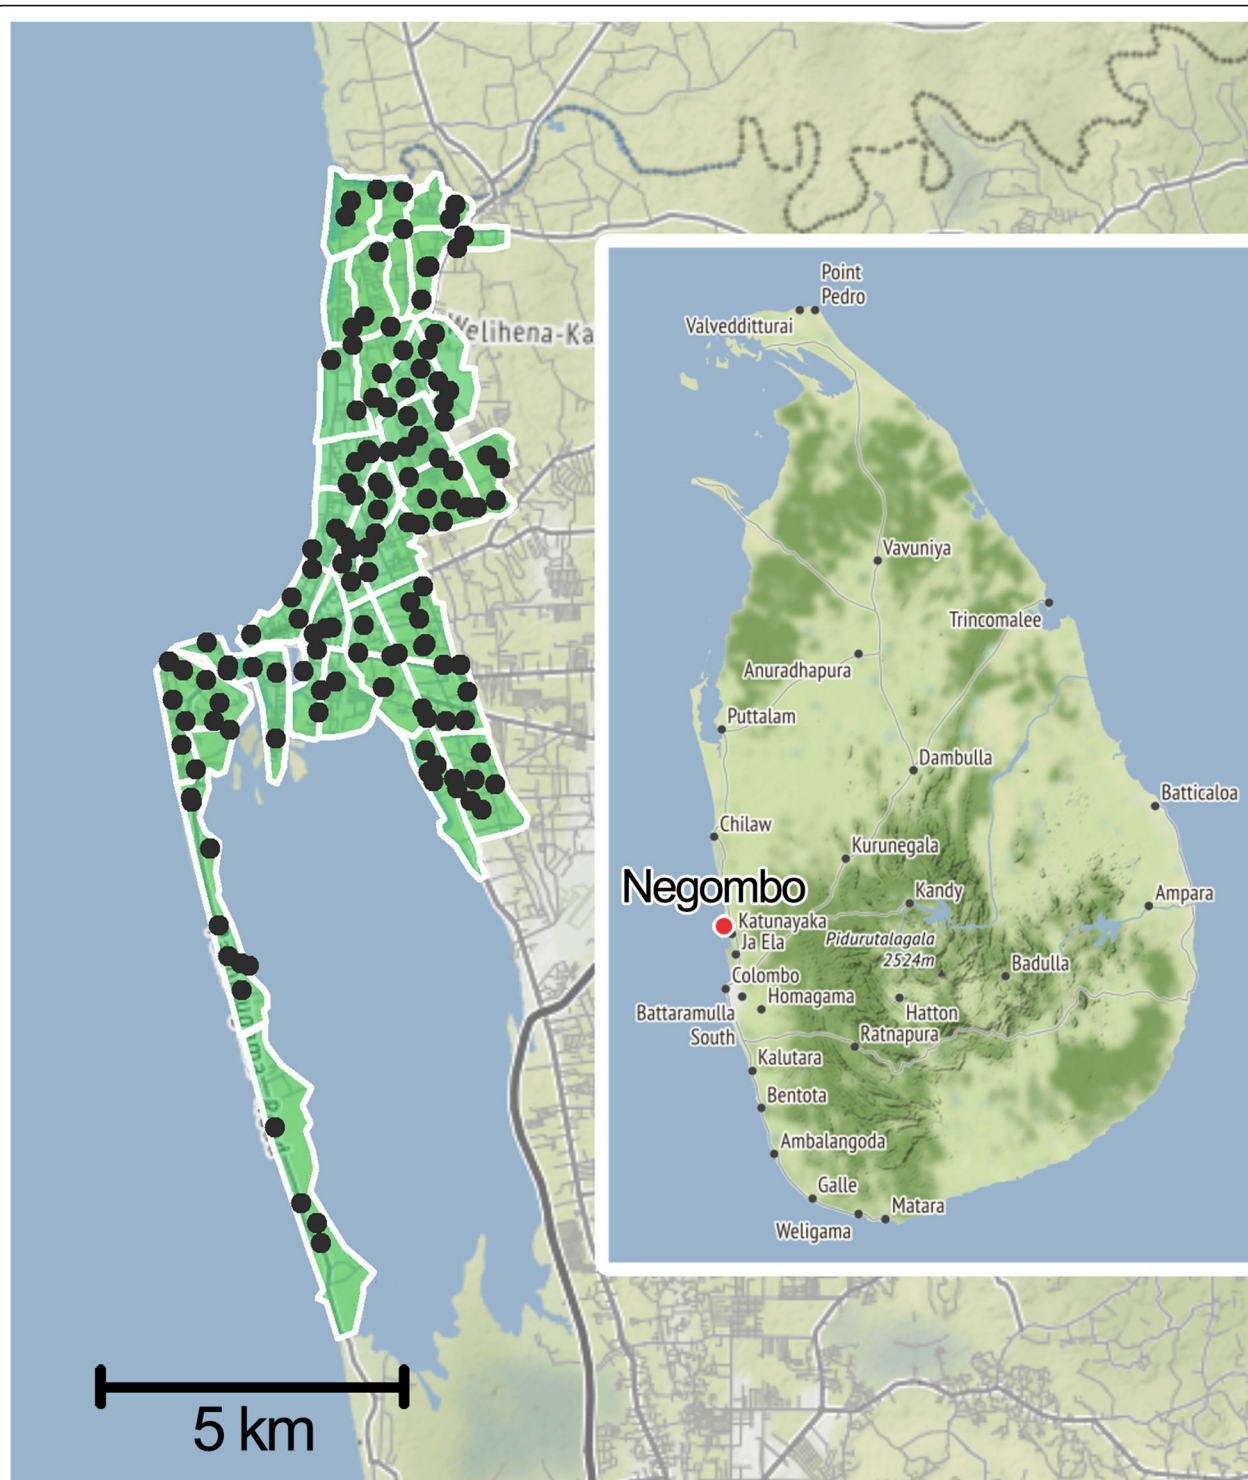 Welihena-Ka
Point
Pedro
Valvedditturai
Vavuniya
Trincomalee
Anuradhapura
Puttalam
Dambulla
Batticaloa
Chilaw
Kurunegala
Negombo
Kandy
Ampara
Katunayaka
Pidurutalagala
2524m
Ja Ela
Badulla
Colombo
Homagama
Battaramulla
South
Hatton
Ratnapura
Kalutara
Bentota
Ambalangoda
Galle
Matara
Weligama
5 km